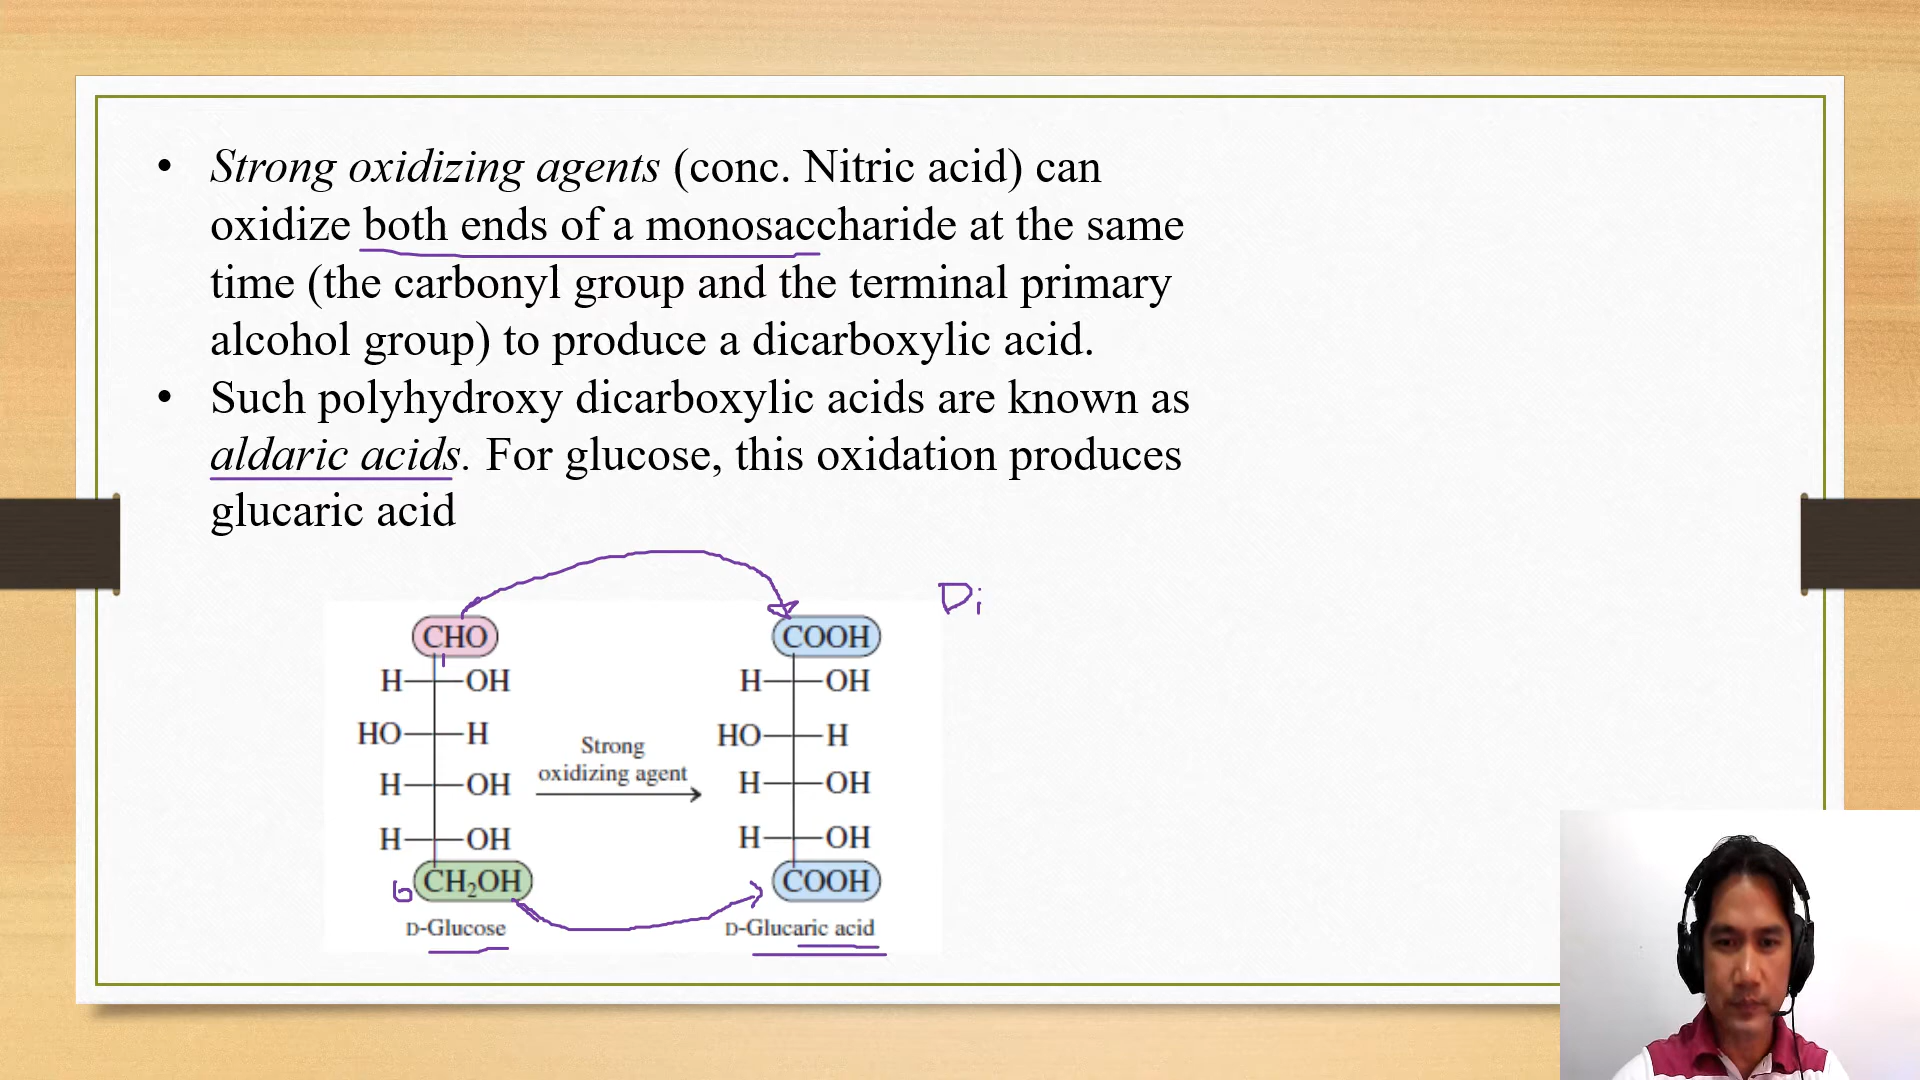 • Strong oxidizing agents (conc. Nitric acid) can
oxidize both ends of a monosaccharide at the same
time (the carbonyl group and the terminal primary
alcohol group) to produce a dicarboxylic acid.
• Such polyhydroxy dicarboxylic acids are known as
aldaric acids. For glucose, this oxidation produces
glucaric acid
Di
CHO
1
H OH
HO H
H OH
H OH
6 CH₂OH
D-Glucose
Strong
oxidizing agent
COOH
H OH
HO H
H OH
H OH
COOH
D-Glucaric acid